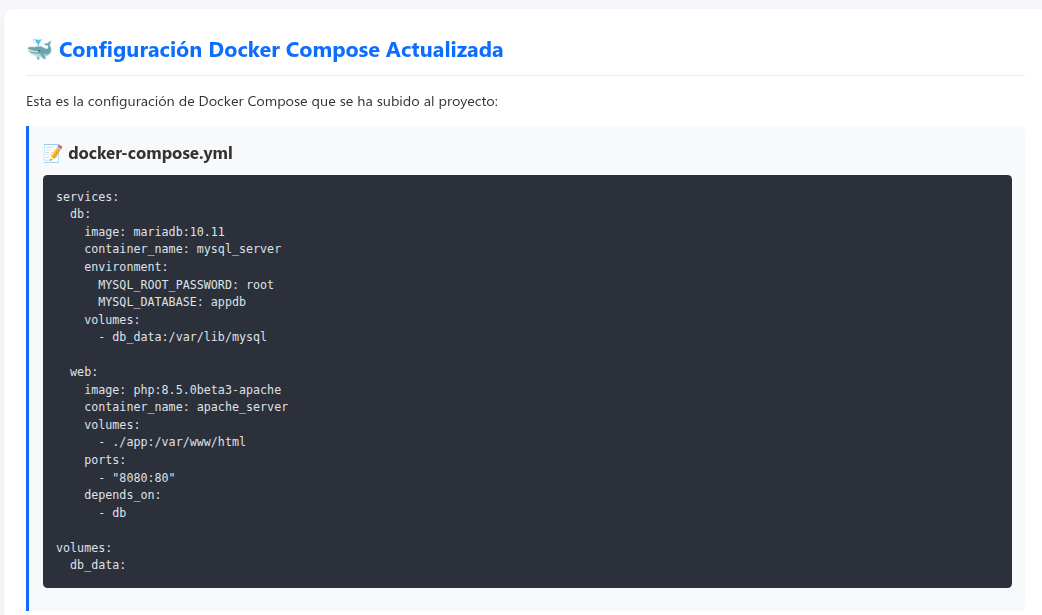 🐳 Configuración Docker Compose Actualizada
Esta es la configuración de Docker Compose que se ha subido al proyecto:
📝 docker-compose.yml
services:
  db:
    image: mariadb:10.11
    container_name: mysql_server
    environment:
      MYSQL_ROOT_PASSWORD: root
      MYSQL_DATABASE: appdb
    volumes:
      - db_data:/var/lib/mysql

  web:
    image: php:8.5.0beta3-apache
    container_name: apache_server
    volumes:
      - ./app:/var/www/html
    ports:
      - "8080:80"
    depends_on:
      - db

volumes:
  db_data: